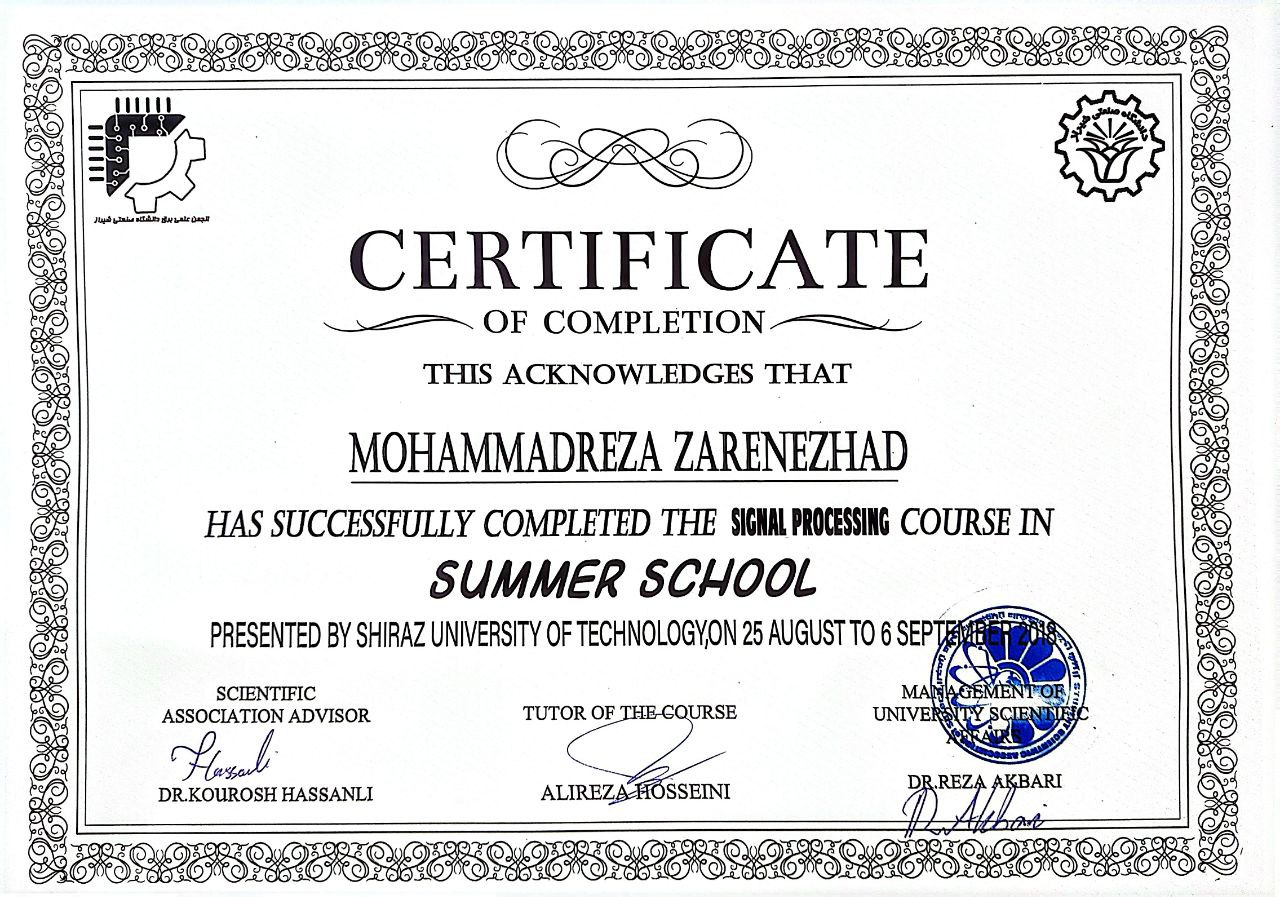 انجمن علمی برق دانشگاه صنعتی شیراز
دانشگاه صنعتی شیراز
CERTIFICATE
OF COMPLETION
THIS ACKNOWLEDGES THAT
MOHAMMADREZA ZARENEZHAD
HAS SUCCESSFULLY COMPLETED THE SIGNAL PROCESSING COURSE IN
SUMMER SCHOOL
PRESENTED BY SHIRAZ UNIVERSITY OF TECHNOLOGY,ON 25 AUGUST TO 6 SEPTEMBER 2018
SCIENTIFIC
ASSOCIATION ADVISOR
Hassanli
DR.KOUROSH HASSANLI
TUTOR OF THE COURSE
ALIREZA HOSSEINI
MANAGEMENT OF
UNIVERSITY SCIENTIFIC
AFFAIRS
DR.REZA AKBARI
R. Akbari